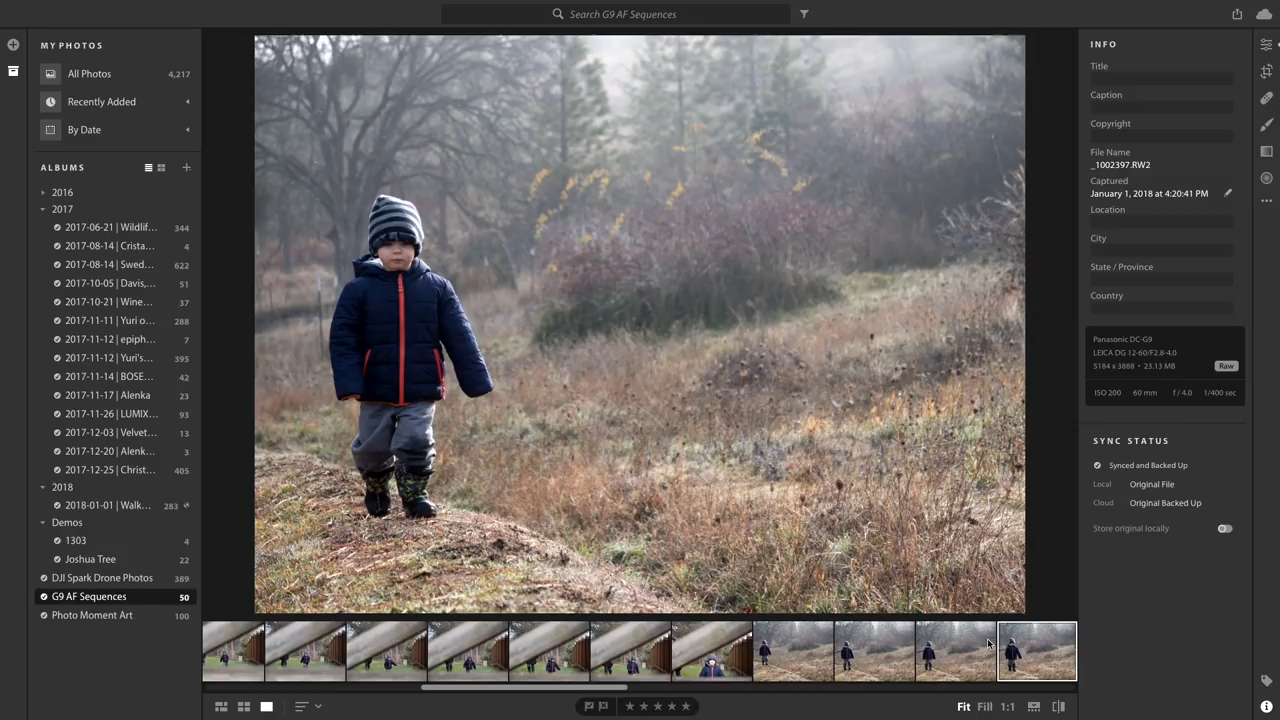 Search G9 AF Sequences
MY PHOTOS
All Photos 4,217
Recently Added
By Date
ALBUMS
2016
2017
2017-06-21 | Wildlif... 344
2017-08-14 | Crista... 4
2017-08-14 | Swed... 622
2017-10-05 | Davis,... 51
2017-10-21 | Wine... 37
2017-11-11 | Yuri o... 288
2017-11-12 | epiph... 7
2017-11-12 | Yuri's... 395
2017-11-14 | BOSE... 42
2017-11-17 | Alenka 23
2017-11-26 | LUMIX... 93
2017-12-03 | Velvet... 13
2017-12-20 | Alenk... 3
2017-12-25 | Christ... 405
2018
2018-01-01 | Walk... 283
Demos
1303 4
Joshua Tree 22
DJI Spark Drone Photos 389
G9 AF Sequences 50
Photo Moment Art 100
INFO
Title
Caption
Copyright
File Name
_1002397.RW2
Captured
January 1, 2018 at 4:20:41 PM
Location
City
State / Province
Country
Panasonic DC-G9
LEICA DG 12-60/F2.8-4.0
5184 x 3888 • 23.13 MB Raw
ISO 200 60 mm f / 4.0 1/400 sec
SYNC STATUS
Synced and Backed Up
Local Original File
Cloud Original Backed Up
Store original locally
Fit Fill 1:1